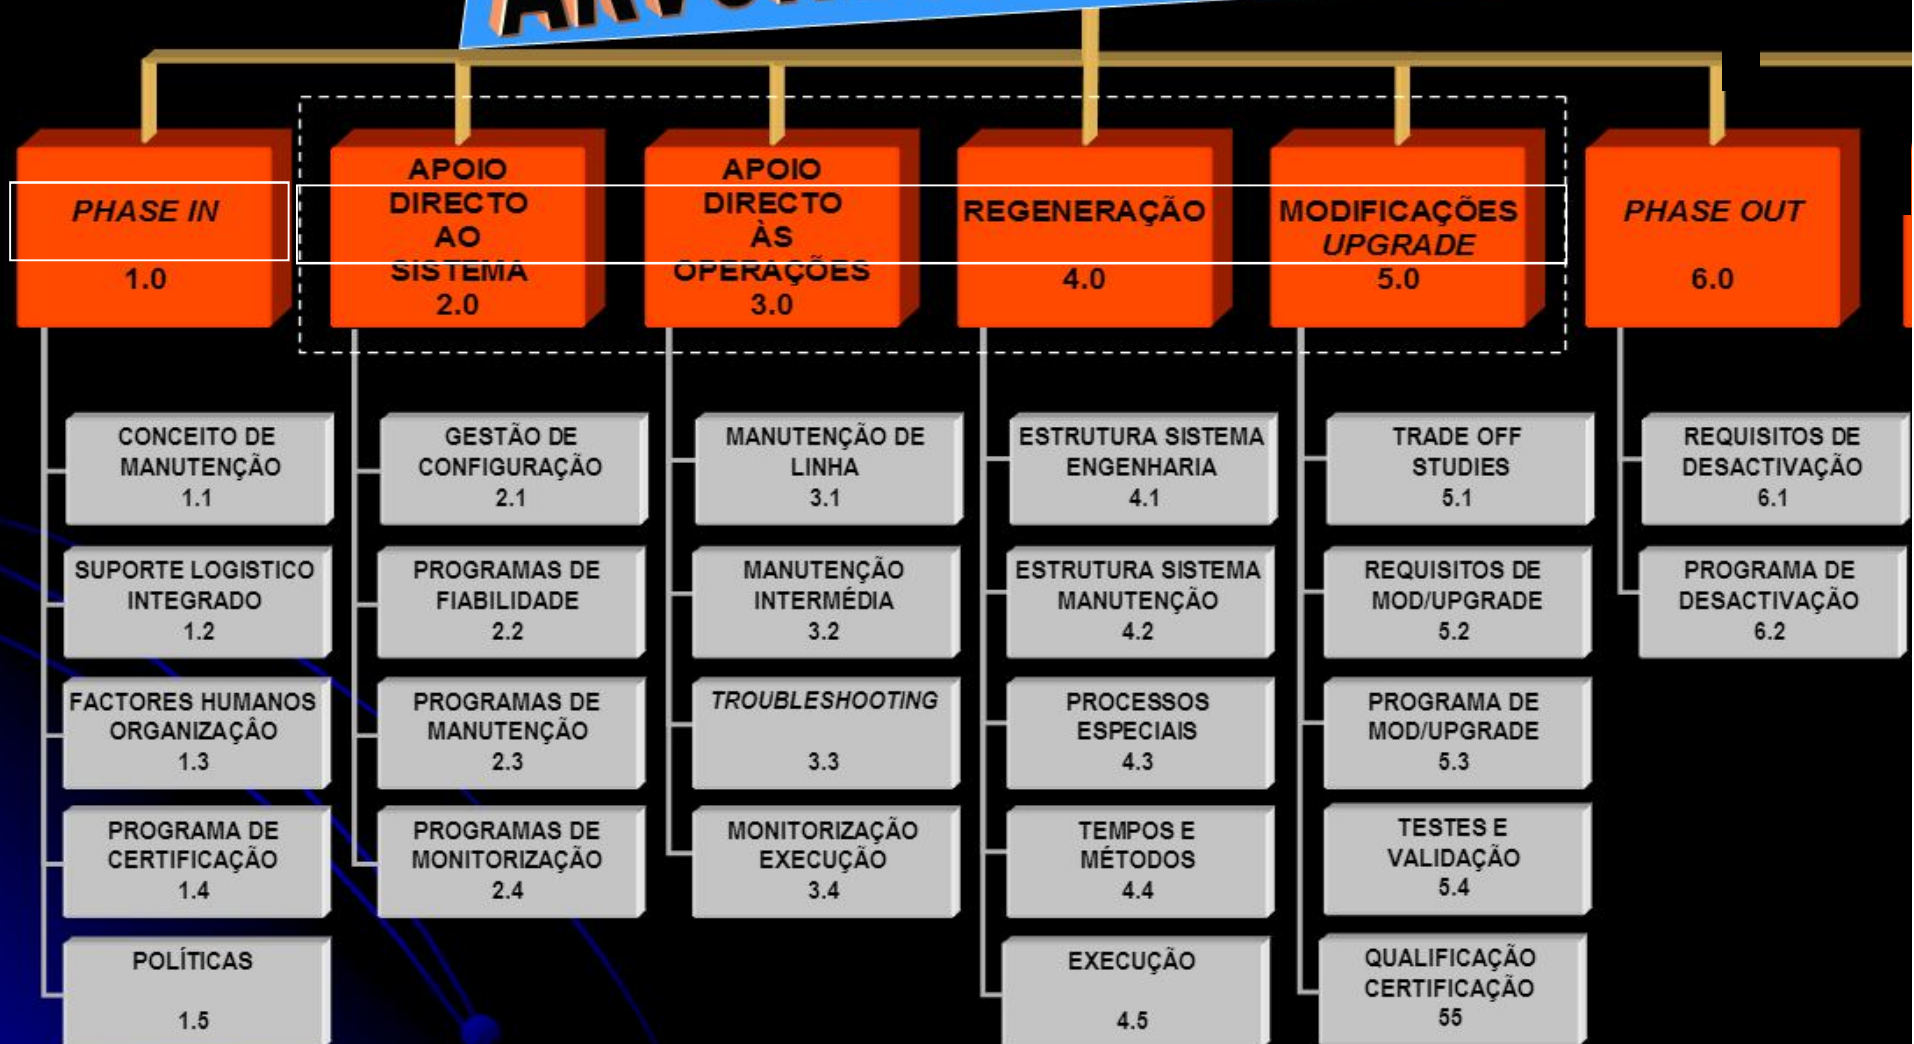 PHASE IN
1.0
APOIO
DIRECTO
AO
SISTEMA
2.0
APOIO
DIRECTO
ÀS
OPERAÇÕES
3.0
REGENERAÇÃO
4.0
MODIFICAÇÕES
UPGRADE
5.0
PHASE OUT
6.0
CONCEITO DE
MANUTENÇÃO
1.1
SUPORTE LOGISTICO
INTEGRADO
1.2
FACTORES HUMANOS
ORGANIZAÇÂO
1.3
PROGRAMA DE
CERTIFICAÇÃO
1.4
POLÍTICAS
1.5
GESTÃO DE
CONFIGURAÇÃO
2.1
PROGRAMAS DE
FIABILIDADE
2.2
PROGRAMAS DE
MANUTENÇÃO
2.3
PROGRAMAS DE
MONITORIZAÇÃO
2.4
MANUTENÇÃO DE
LINHA
3.1
MANUTENÇÃO
INTERMÉDIA
3.2
TROUBLESHOOTING
3.3
MONITORIZAÇÃO
EXECUÇÃO
3.4
ESTRUTURA SISTEMA
ENGENHARIA
4.1
ESTRUTURA SISTEMA
MANUTENÇÃO
4.2
PROCESSOS
ESPECIAIS
4.3
TEMPOS E
MÉTODOS
4.4
EXECUÇÃO
4.5
TRADE OFF
STUDIES
5.1
REQUISITOS DE
MOD/UPGRADE
5.2
PROGRAMA DE
MOD/UPGRADE
5.3
TESTES E
VALIDAÇÃO
5.4
QUALIFICAÇÃO
CERTIFICAÇÃO
55
REQUISITOS DE
DESACTIVAÇÃO
6.1
PROGRAMA DE
DESACTIVAÇÃO
6.2